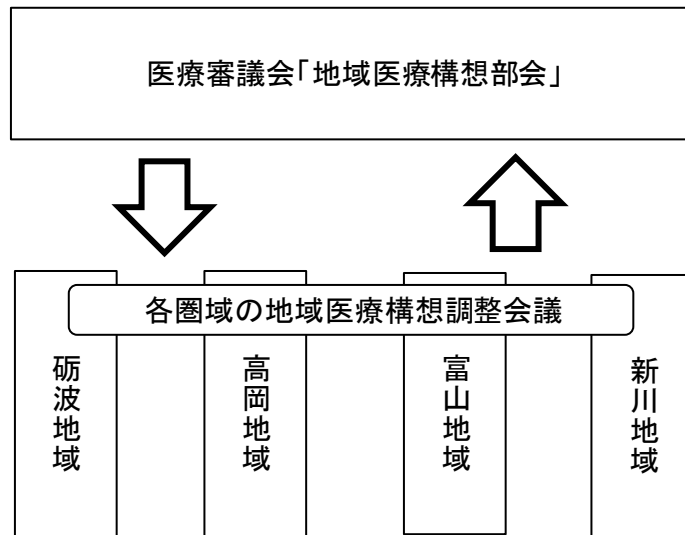 医療審議会「地域医療構想部会」
各圏域の地域医療構想調整会議
砺波地域
高岡地域
富山地域
新川地域